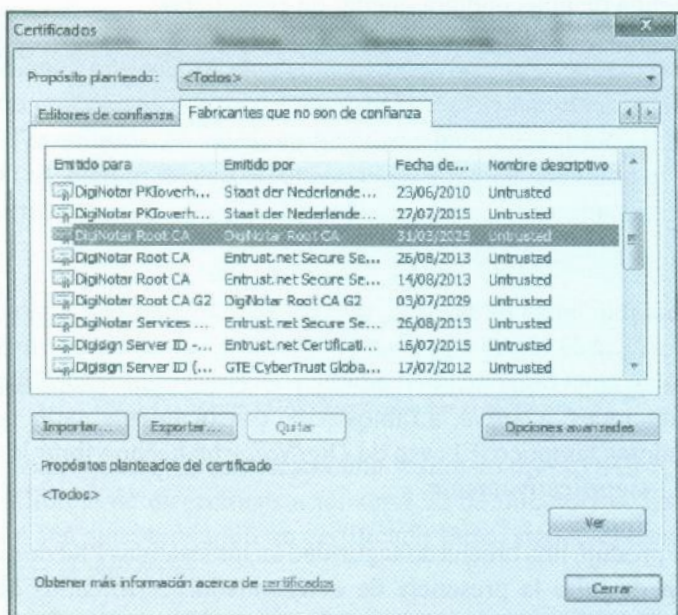 Certificados
X
Propósito planteado: <Todos>
Editores de confianza Fabricantes que no son de confianza
Emitido para Emitido por Fecha de... Nombre descriptivo
DigiNotar PKIoverh... Staat der Nederlande... 23/06/2010 Untrusted
DigiNotar PKIoverh... Staat der Nederlande... 27/07/2015 Untrusted
DigiNotar Root CA DigiNotar Root CA 31/03/2025 Untrusted
DigiNotar Root CA Entrust.net Secure Se... 26/08/2013 Untrusted
DigiNotar Root CA Entrust.net Secure Se... 14/08/2013 Untrusted
DigiNotar Root CA G2 DigiNotar Root CA G2 03/07/2029 Untrusted
DigiNotar Services ... Entrust.net Secure Se... 26/08/2013 Untrusted
Digisign Server ID -... Entrust.net Certificati... 16/07/2015 Untrusted
Digisign Server ID (... GTE CyberTrust Globa... 17/07/2012 Untrusted
Importar... Exportar... Quitar Opciones avanzadas
Propósitos planteados del certificado
<Todos>
Ver
Obtener más información acerca de certificados
Cerrar